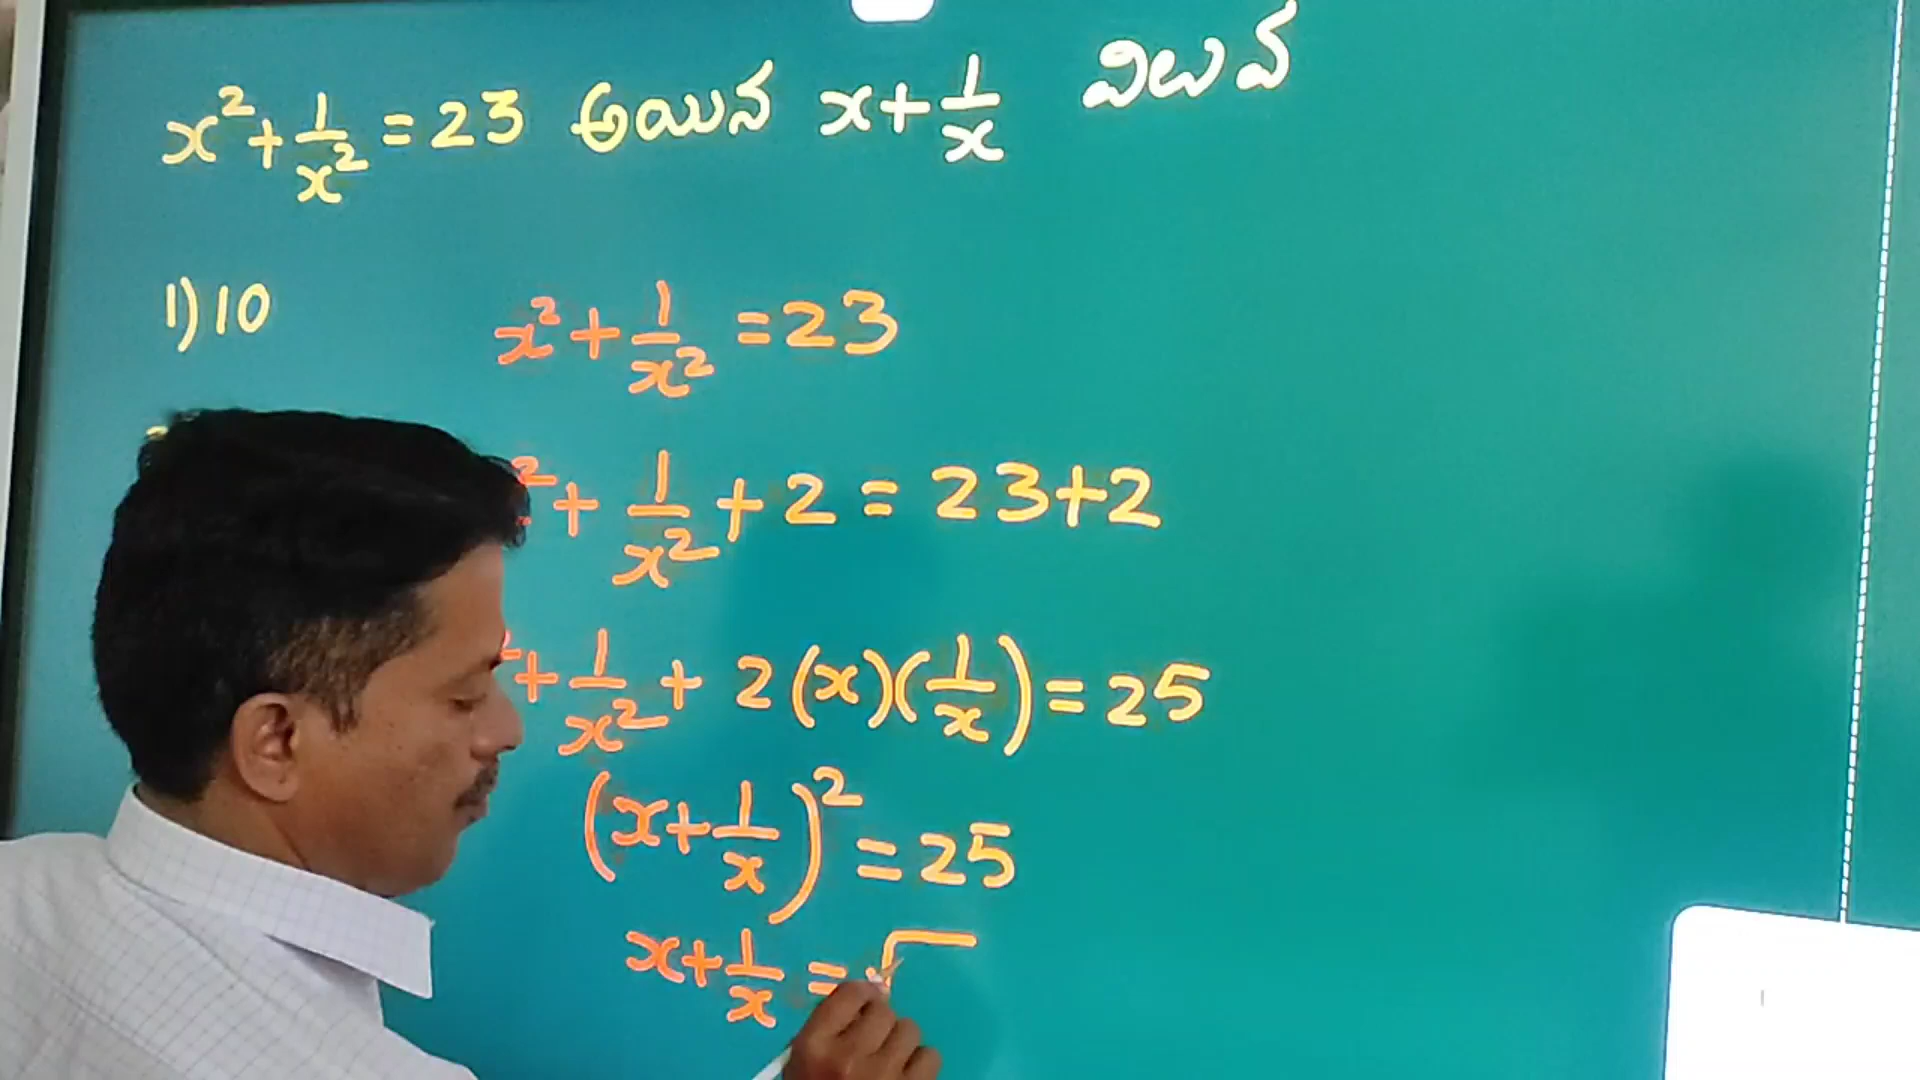 x² + 1/x² = 23 అయిన x + 1/x విలువ
1) 10
x² + 1/x² = 23
² + 1/x² + 2 = 23+2
+ 1/x² + 2 (x)(1/x) = 25
(x + 1/x)² = 25
x + 1/x = √